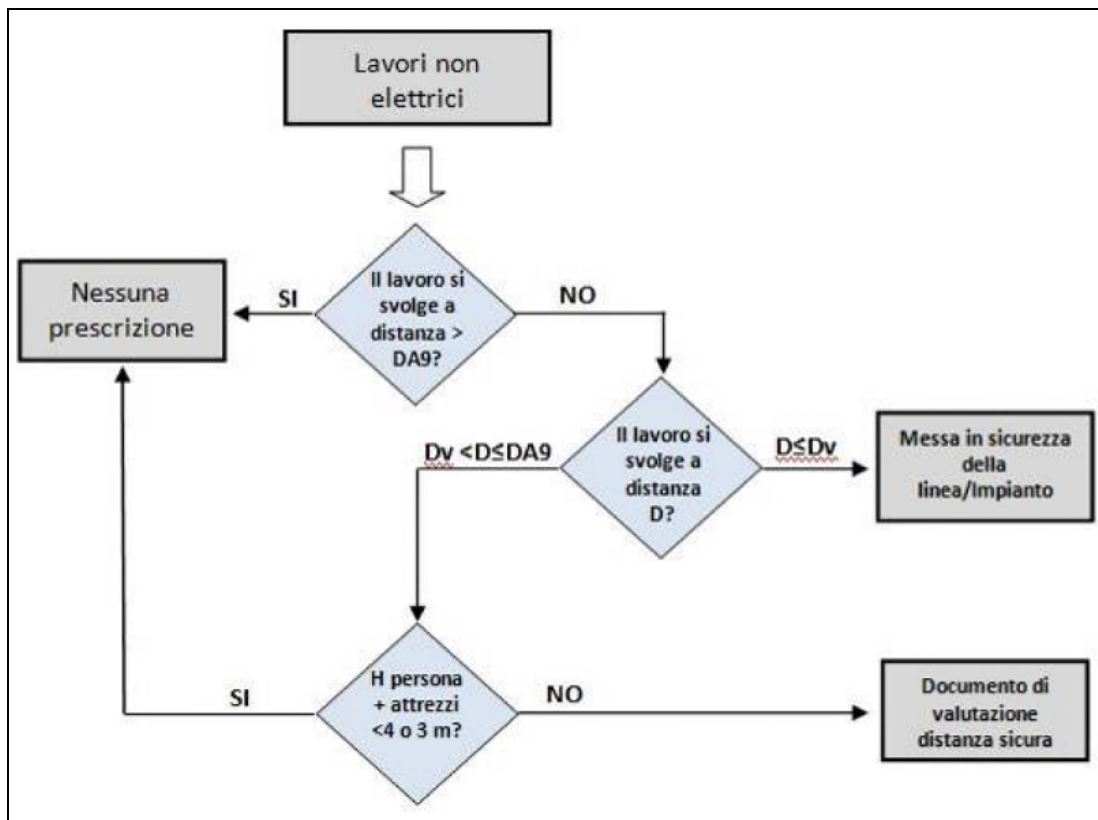 Lavori non
elettrici
Il lavoro si
svolge a
distanza >
DA9?
SI
NO
Nessuna
prescrizione
Il lavoro si
svolge a
distanza
D?
Dv <D≤DA9
D≤Dv
Messa in sicurezza
della
linea/Impianto
H persona
+ attrezzi
<4 o 3 m?
SI
NO
Documento di
valutazione
distanza sicura